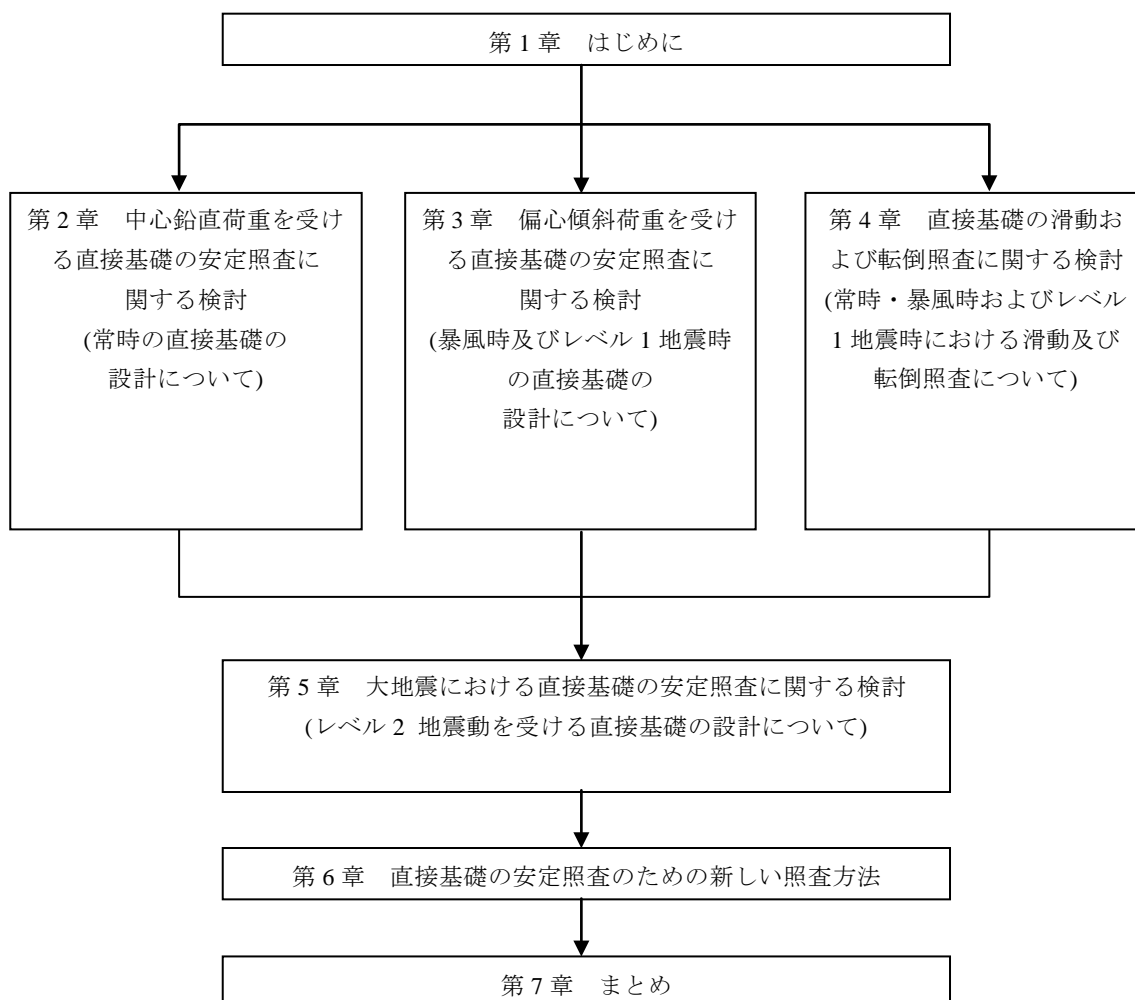 第1章 はじめに
第2章 中心鉛直荷重を受け
る直接基礎の安定照査に
関する検討
(常時の直接基礎の
設計について)
第3章 偏心傾斜荷重を受け
る直接基礎の安定照査に
関する検討
(暴風時及びレベル1地震時
の直接基礎の
設計について)
第4章 直接基礎の滑動お
よび転倒照査に関する検討
(常時・暴風時およびレベル
1地震時における滑動及び
転倒照査について)
第5章 大地震における直接基礎の安定照査に関する検討
(レベル2 地震動を受ける直接基礎の設計について)
第6章 直接基礎の安定照査のための新しい照査方法
第7章 まとめ